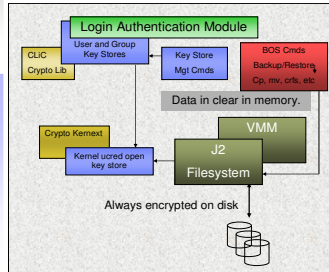 Login Authentication Module
CLiC
Crypto Lib
User and Group
Key Stores
Key Store
Mgt Cmds
BOS Cmds
Backup/Restore
Cp, mv, crfs, etc
Data in clear in memory.
Crypto Kernext
VMM
Kernel ucred open
key store
J2
Filesystem
Always encrypted on disk